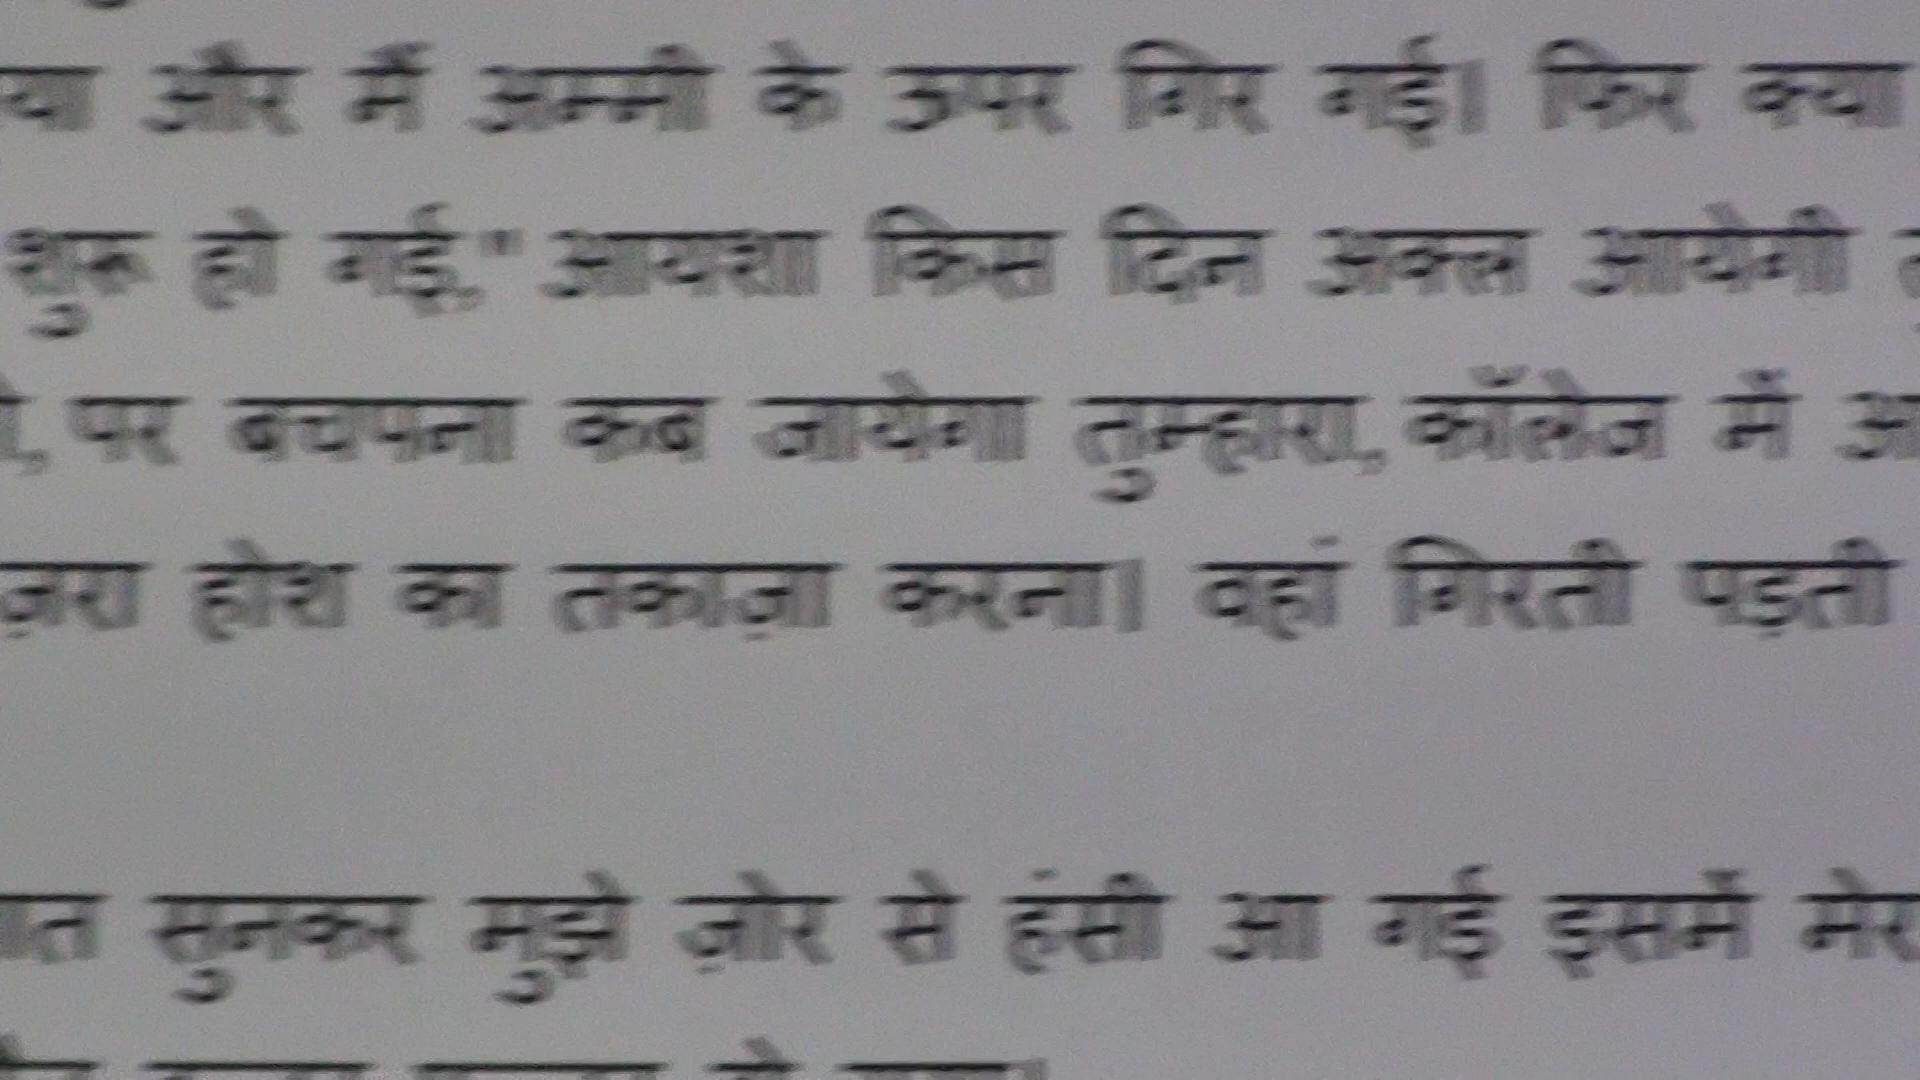 और मैं अम्मी के ऊपर गिर गई। फिर क्या
शुरू हो गई," आयशा किस दिन अक्ल आयेगी
पर बचपना कब जायेगा तुम्हारा, कॉलेज में
ज़रा होश का तकाज़ा करना। वहां गिरती पड़ती
सुनकर मुझे ज़ोर से हंसी आ गई इसमें